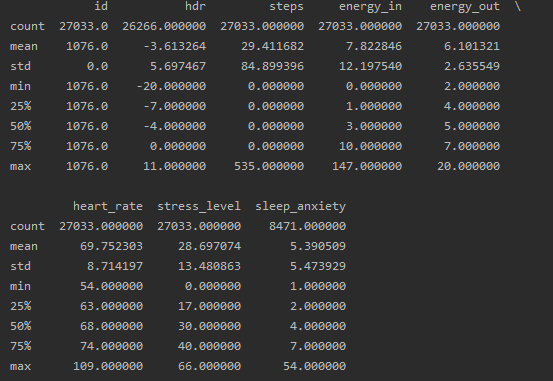 id hdr steps energy_in energy_out \
count 27033.0 26266.000000 27033.000000 27033.000000 27033.000000
mean 1076.0 -3.613264 29.411682 7.822846 6.101321
std 0.0 5.697467 84.899396 12.197540 2.635549
min 1076.0 -20.000000 0.000000 0.000000 2.000000
25% 1076.0 -7.000000 0.000000 1.000000 4.000000
50% 1076.0 -4.000000 0.000000 3.000000 5.000000
75% 1076.0 0.000000 0.000000 10.000000 7.000000
max 1076.0 11.000000 535.000000 147.000000 20.000000
heart_rate stress_level sleep_anxiety
count 27033.000000 27033.000000 8471.000000
mean 69.752303 28.697074 5.390509
std 8.714197 13.480863 5.473929
min 54.000000 0.000000 1.000000
25% 63.000000 17.000000 2.000000
50% 68.000000 30.000000 4.000000
75% 74.000000 40.000000 7.000000
max 109.000000 66.000000 54.000000